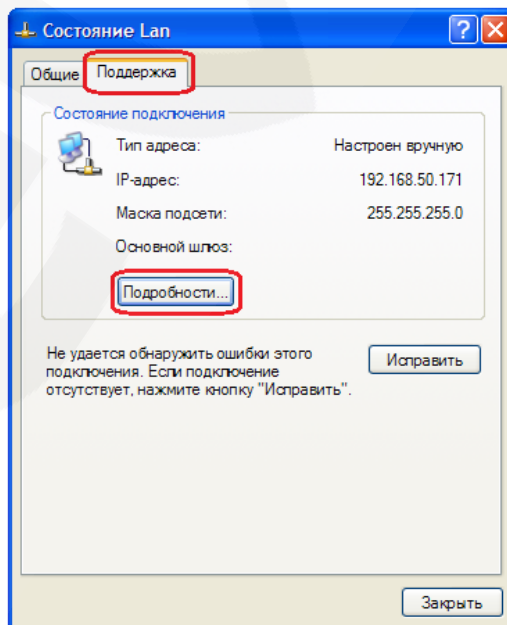 Состояние Lan
Общие Поддержка
Состояние подключения
Тип адреса: Настроен вручную
IP-адрес: 192.168.50.171
Маска подсети: 255.255.255.0
Основной шлюз:
Подробности...
Не удается обнаружить ошибки этого
подключения. Если подключение
отсутствует, нажмите кнопку "Исправить".
Исправить
Закрыть